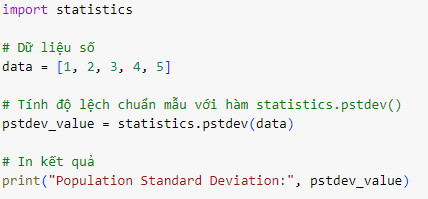 import statistics
# Dữ liệu số
data = [1, 2, 3, 4, 5]
# Tính độ lệch chuẩn mẫu với hàm statistics.pstdev()
pstdev_value = statistics.pstdev(data)
# In kết quả
print("Population Standard Deviation:", pstdev_value)